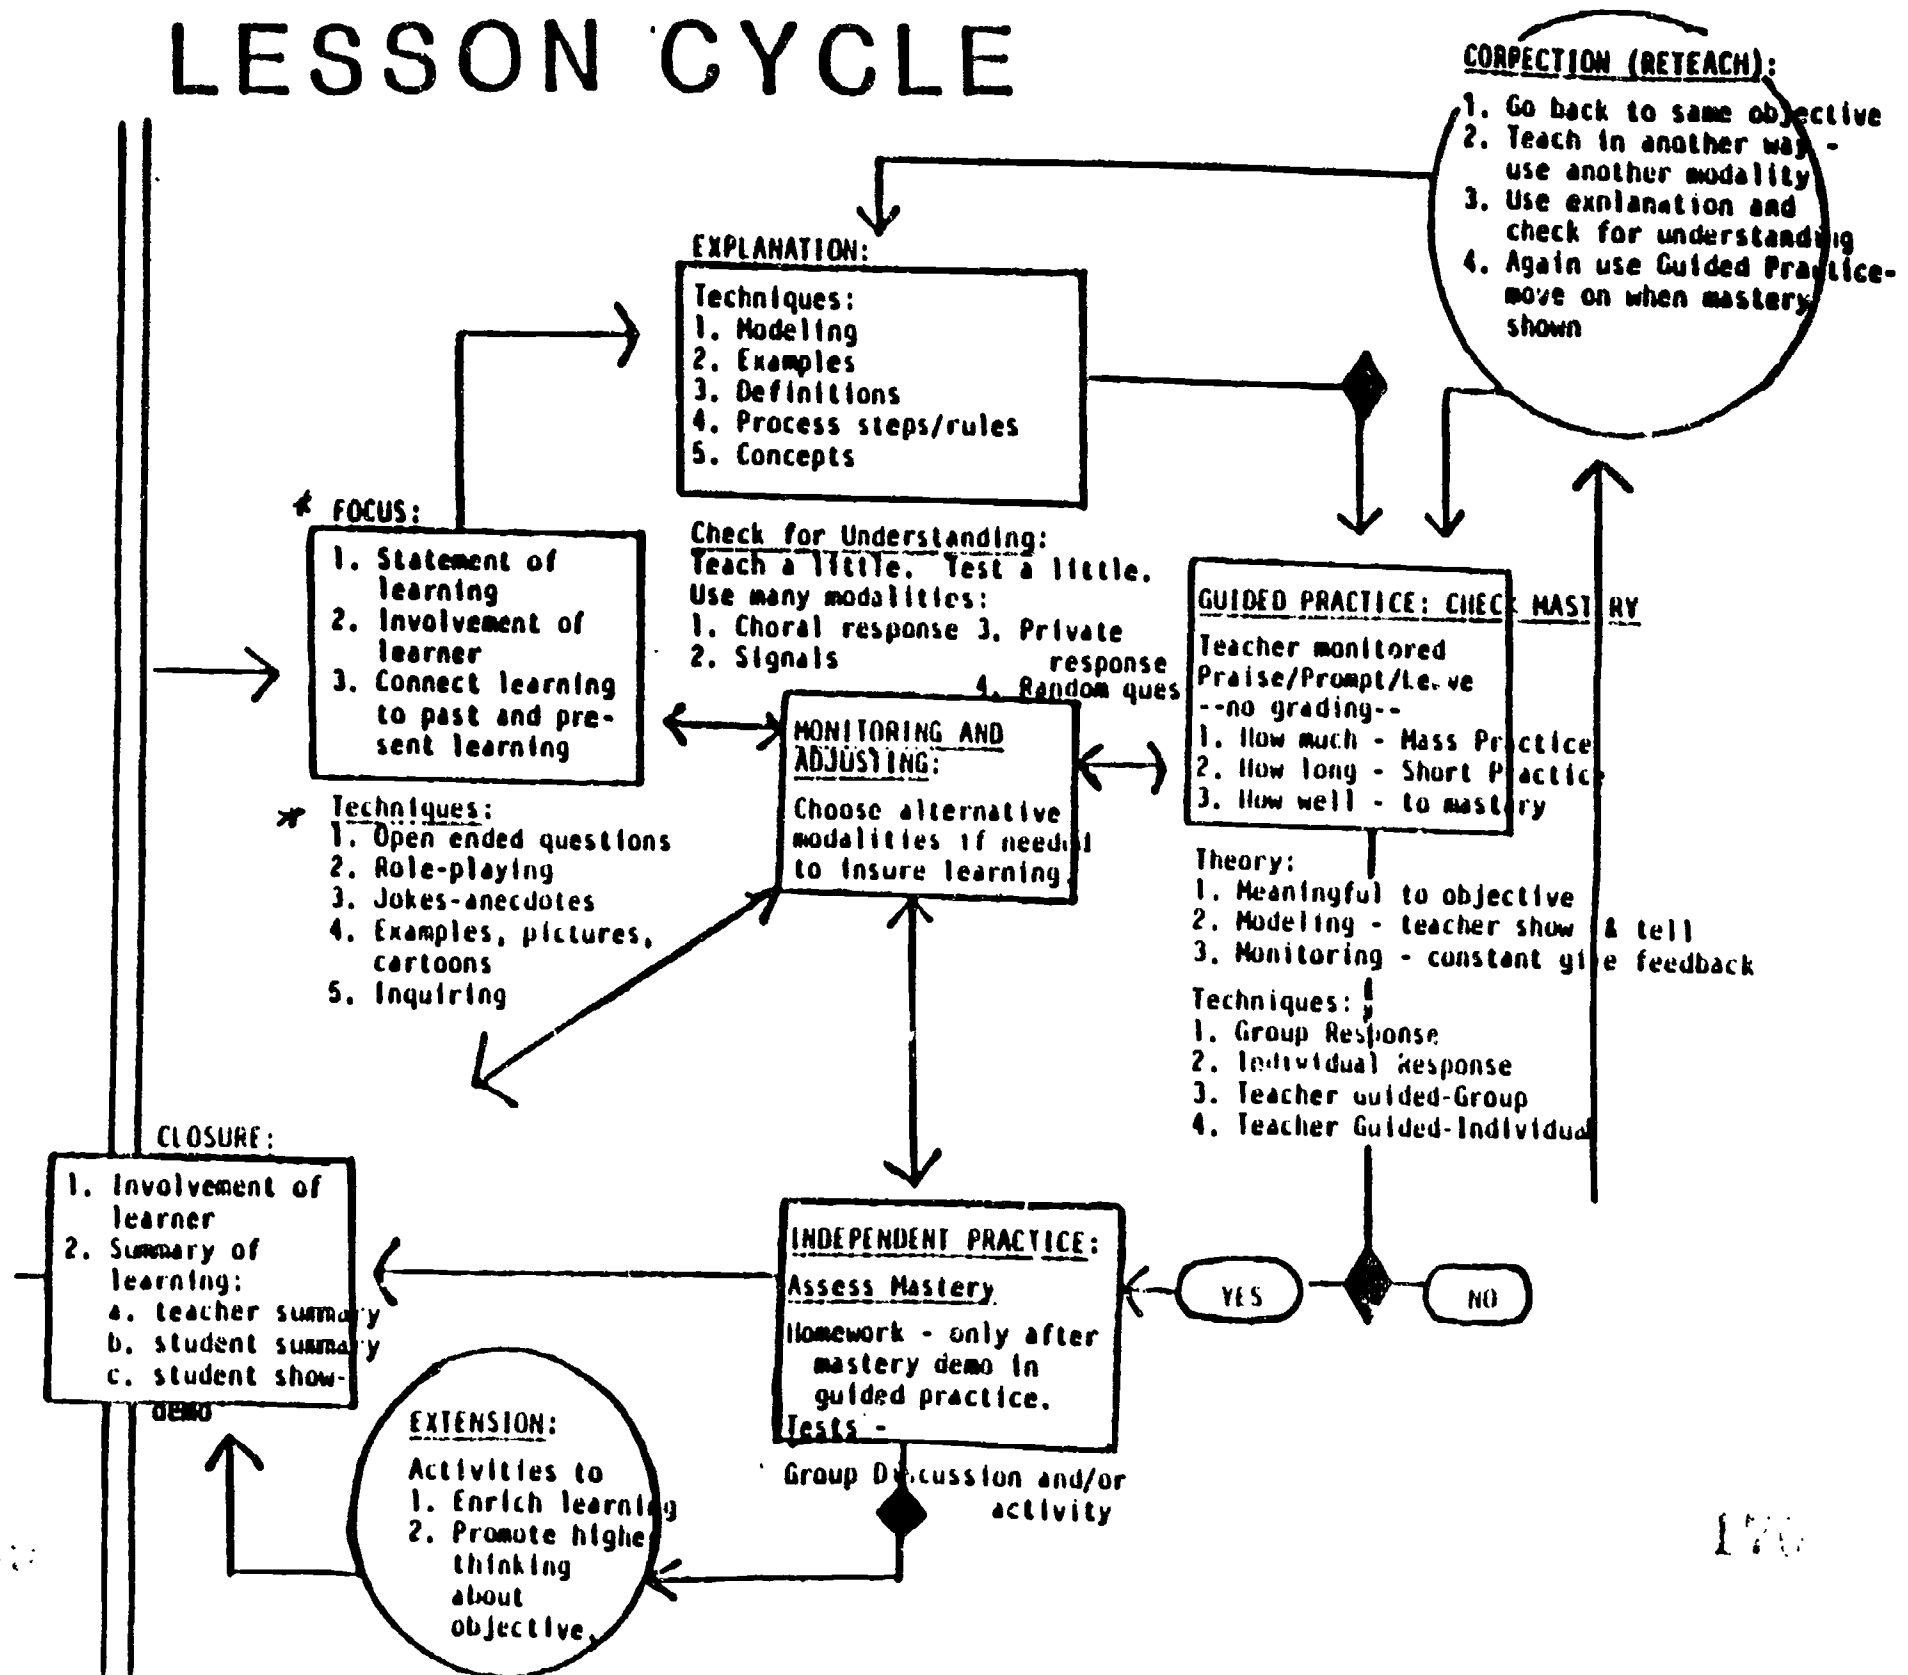 LESSON CYCLE
CORPECTION (RETEACH):
1. Go back to same objective
2. Teach in another way -
use another modality
3. Use explanation and
check for understanding
4. Again use Guided Practice-
move on when mastery
shown
EXPLANATION:
Techniques:
1. Modeling
2. Examples
3. Definitions
4. Process steps/rules
5. Concepts
Check for Understanding:
Teach a little. Test a little.
Use many modalities:
1. Choral response 3. Private
2. Signals response
4. Random ques
* FOCUS:
1. Statement of
learning
2. Involvement of
learner
3. Connect learning
to past and pre-
sent learning
* Techniques:
1. Open ended questions
2. Role-playing
3. Jokes-anecdotes
4. Examples, pictures,
cartoons
5. Inquiring
MONITORING AND
ADJUSTING:
Choose alternative
modalities if needed
to insure learning.
GUIDED PRACTICE: CHECK MASTERY
Teacher monitored
Praise/Prompt/Leave
--no grading--
1. How much - Mass Practice
2. How long - Short Practice
3. How well - to mastery
Theory:
1. Meaningful to objective
2. Modeling - teacher show & tell
3. Monitoring - constant give feedback
Techniques:
1. Group Response
2. Individual Response
3. Teacher Guided-Group
4. Teacher Guided-Individual
YES
NO
INDEPENDENT PRACTICE:
Assess Mastery
Homework - only after
mastery demo in
guided practice.
Tests -
Group Discussion and/or
activity
CLOSURE:
1. Involvement of
learner
2. Summary of
learning:
a. teacher summary
b. student summary
c. student show-
demo
EXTENSION:
Activities to
1. Enrich learning
2. Promote higher
thinking
about
objective.